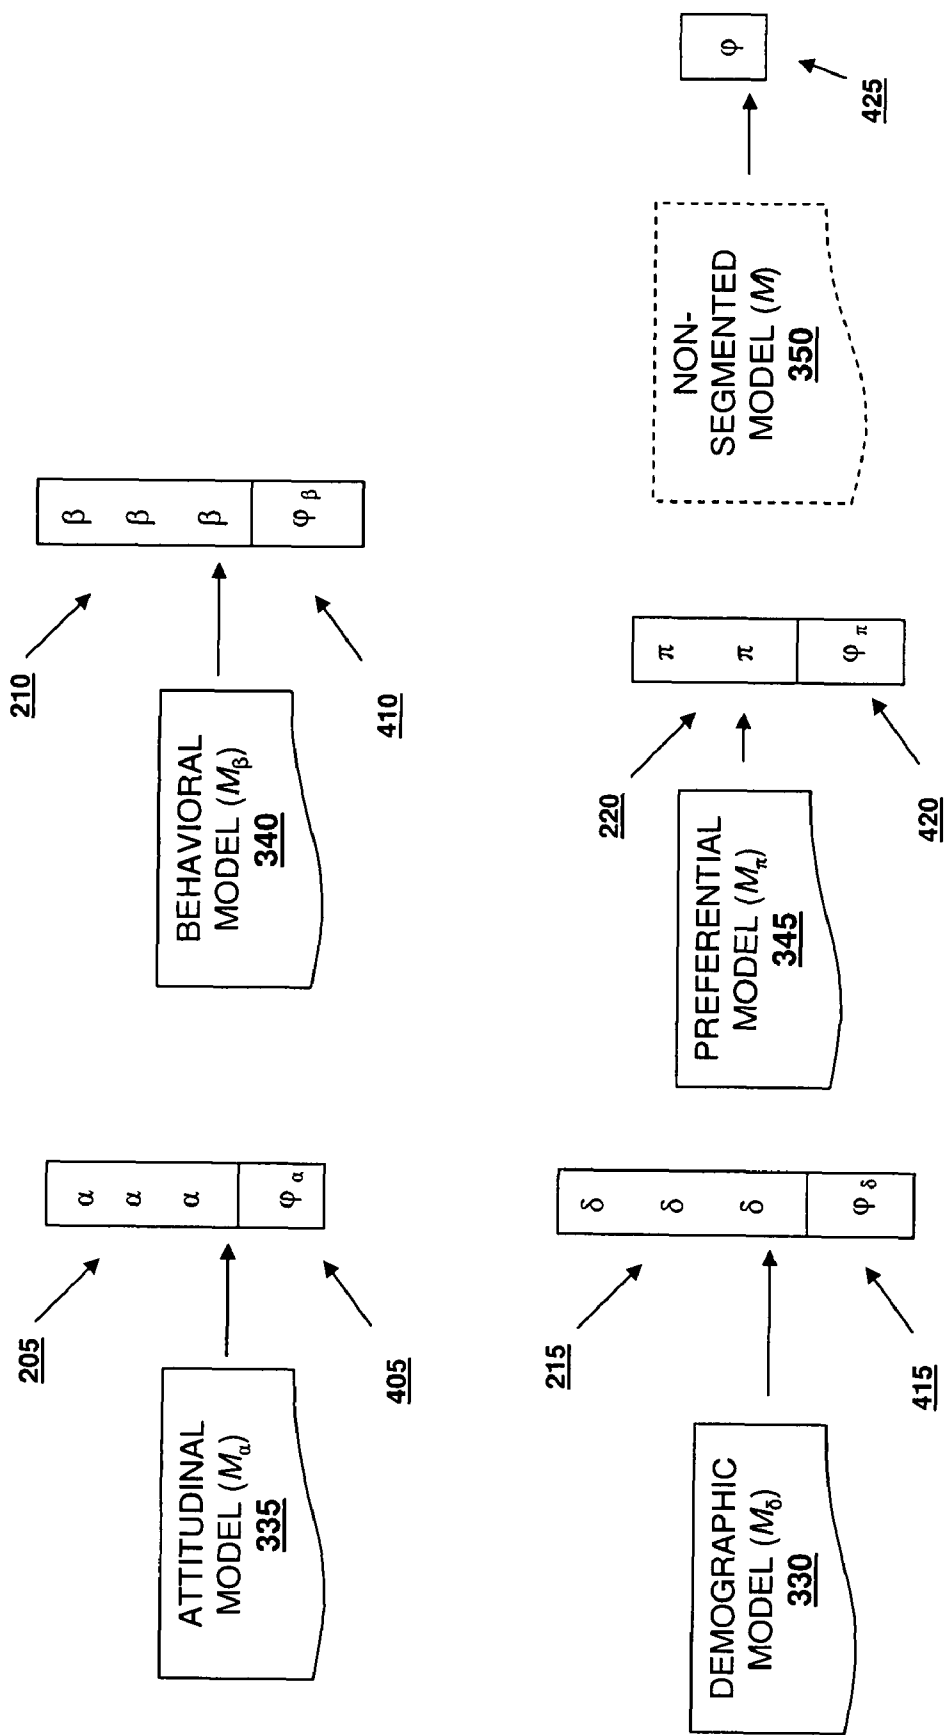 205
ATTITUDINAL
MODEL (Mα)
335
405
α
α
α
φα
210
BEHAVIORAL
MODEL (Mβ)
340
410
β
β
β
φβ
215
DEMOGRAPHIC
MODEL (Mδ)
330
415
δ
δ
δ
φδ
220
PREFERENTIAL
MODEL (Mπ)
345
420
π
π
φπ
NON-
SEGMENTED
MODEL (M)
350
φ
425